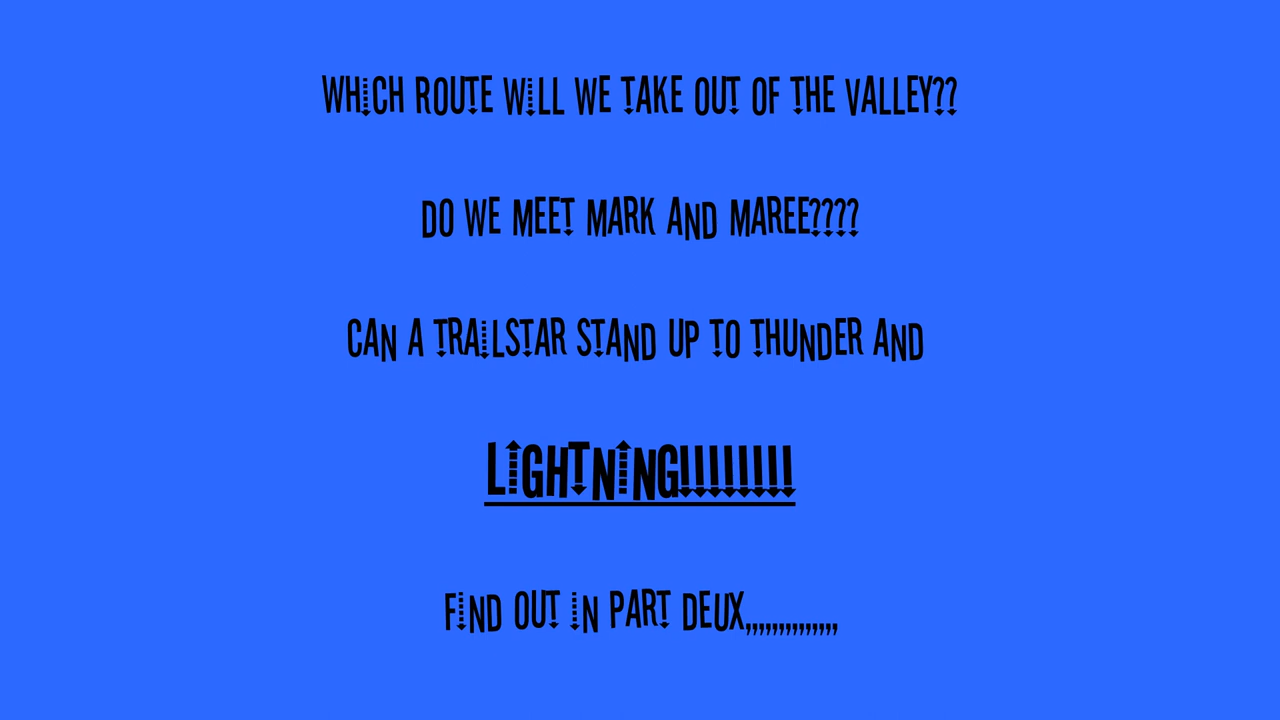 WHICH ROUTE WILL WE TAKE OUT OF THE VALLEY??
DO WE MEET MARK AND MAREE????
CAN A TRAILSTAR STAND UP TO THUNDER AND
LIGHTNING!!!!!!!!
FIND OUT IN PART DEUX,,,,,,,,,,,,,,